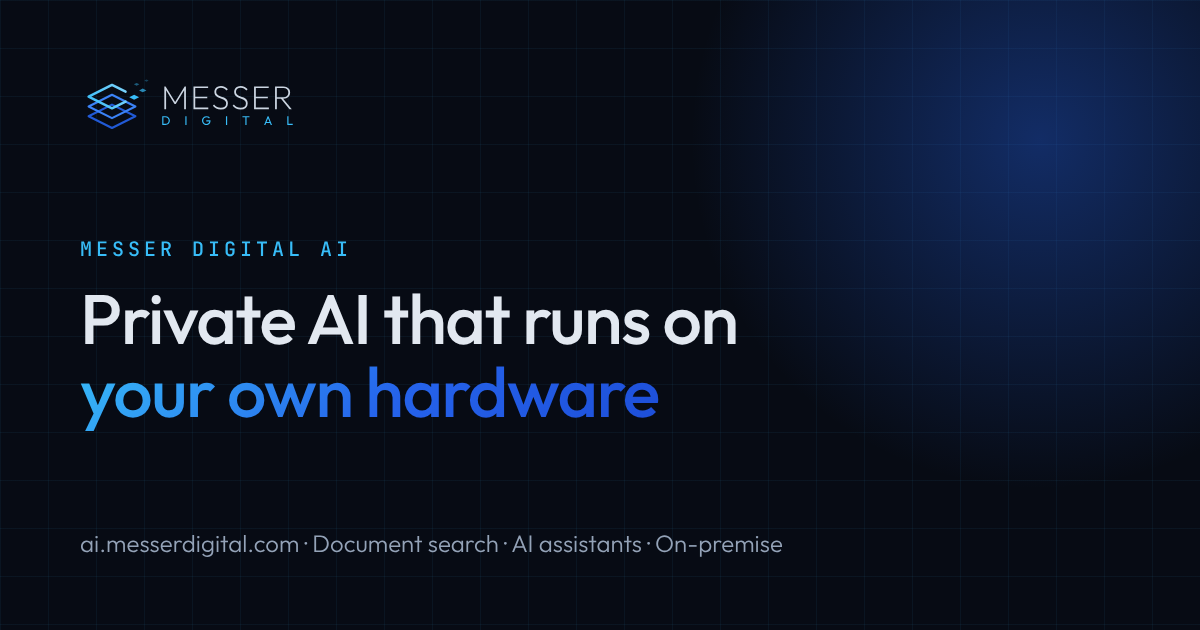 MESSER
DIGITAL
MESSER DIGITAL AI
Private AI that runs on
your own hardware
ai.messerdigital.com · Document search · AI assistants · On-premise